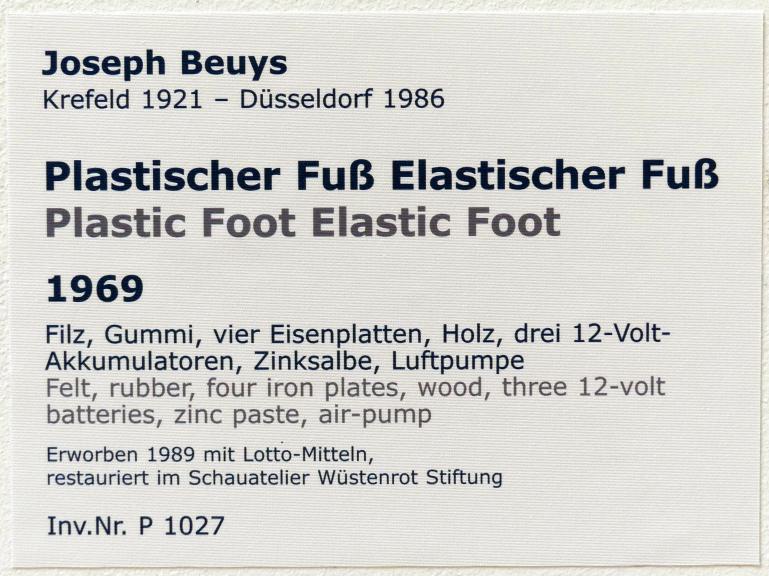 Joseph Beuys
Krefeld 1921 – Düsseldorf 1986
Plastischer Fuß Elastischer Fuß
Plastic Foot Elastic Foot
1969
Filz, Gummi, vier Eisenplatten, Holz, drei 12-Volt-
Akkumulatoren, Zinksalbe, Luftpumpe
Felt, rubber, four iron plates, wood, three 12-volt
batteries, zinc paste, air-pump
Erworben 1989 mit Lotto-Mitteln,
restauriert im Schauatelier Wüstenrot Stiftung
Inv.Nr. P 1027